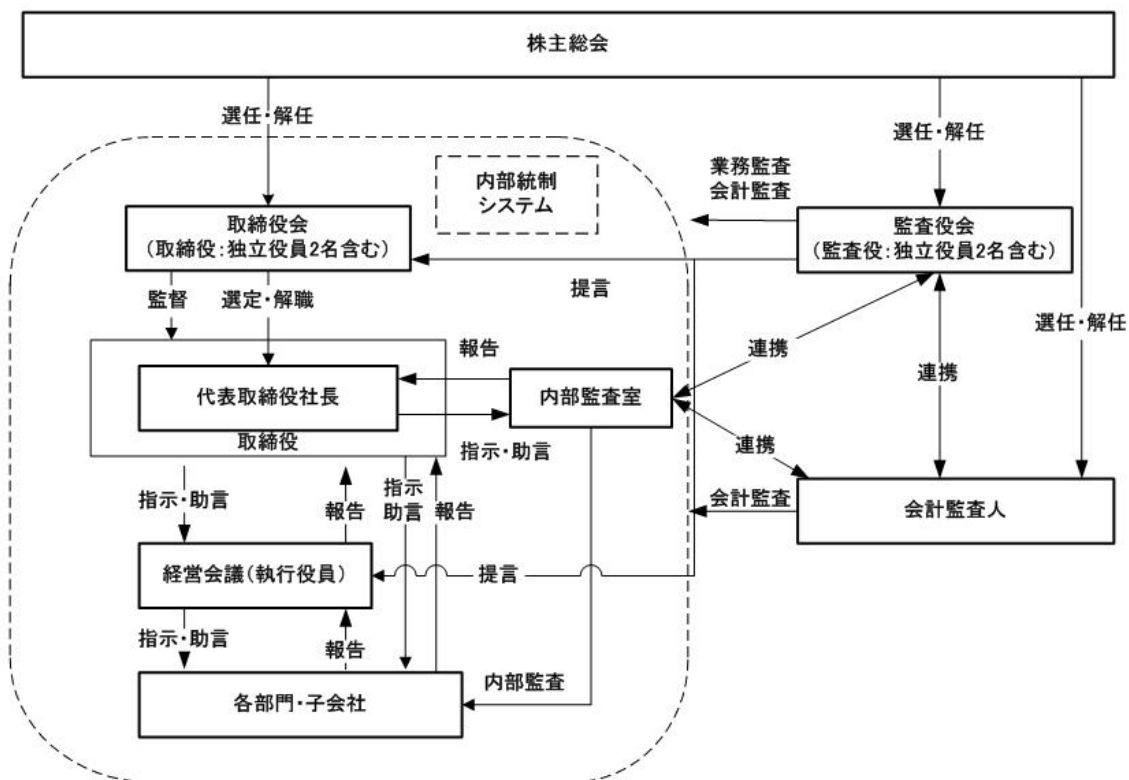 株主総会
選任・解任
選任・解任
選任・解任
内部統制
システム
業務監査
会計監査
取締役会
（取締役：独立役員2名含む）
監査役会
（監査役：独立役員2名含む）
提言
監督
選定・解職
代表取締役社長
取締役
報告
指示・助言
内部監査室
連携
連携
連携
会計監査
会計監査人
指示・助言
報告
指示
助言
報告
経営会議（執行役員）
提言
指示・助言
報告
内部監査
各部門・子会社